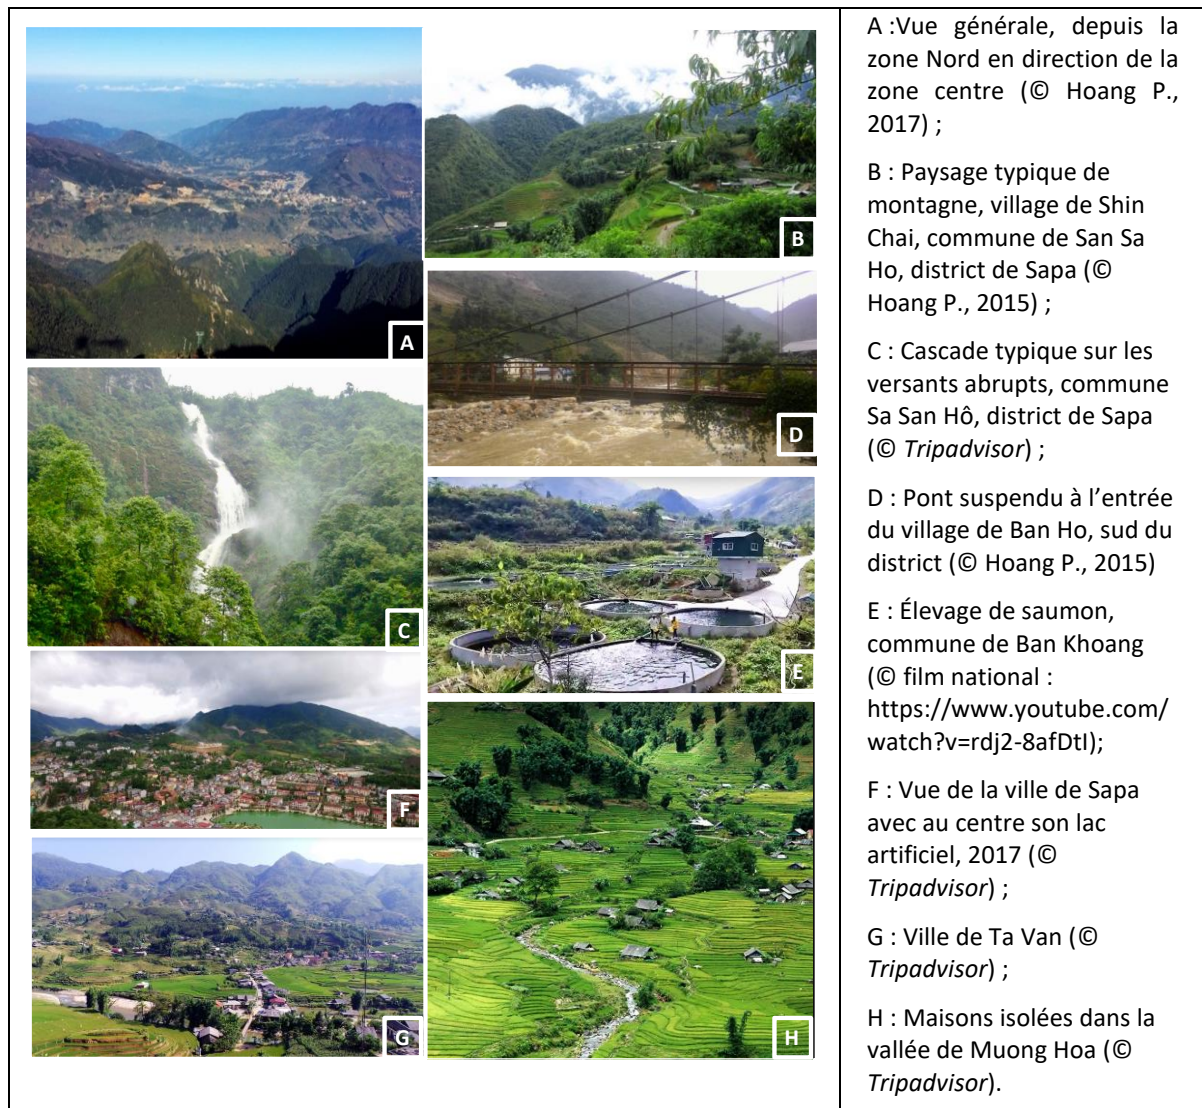 A
B
C
D
E
F
G
H
A :Vue générale, depuis la
zone Nord en direction de la
zone centre (© Hoang P.,
2017) ;
B : Paysage typique de
montagne, village de Shin
Chai, commune de San Sa
Ho, district de Sapa (©
Hoang P., 2015) ;
C : Cascade typique sur les
versants abrupts, commune
Sa San Hô, district de Sapa
(© Tripadvisor) ;
D : Pont suspendu à l’entrée
du village de Ban Ho, sud du
district (© Hoang P., 2015)
E : Élevage de saumon,
commune de Ban Khoang
(© film national :
https://www.youtube.com/
watch?v=rdj2-8afDtI);
F : Vue de la ville de Sapa
avec au centre son lac
artificiel, 2017 (©
Tripadvisor) ;
G : Ville de Ta Van (©
Tripadvisor) ;
H : Maisons isolées dans la
vallée de Muong Hoa (©
Tripadvisor).